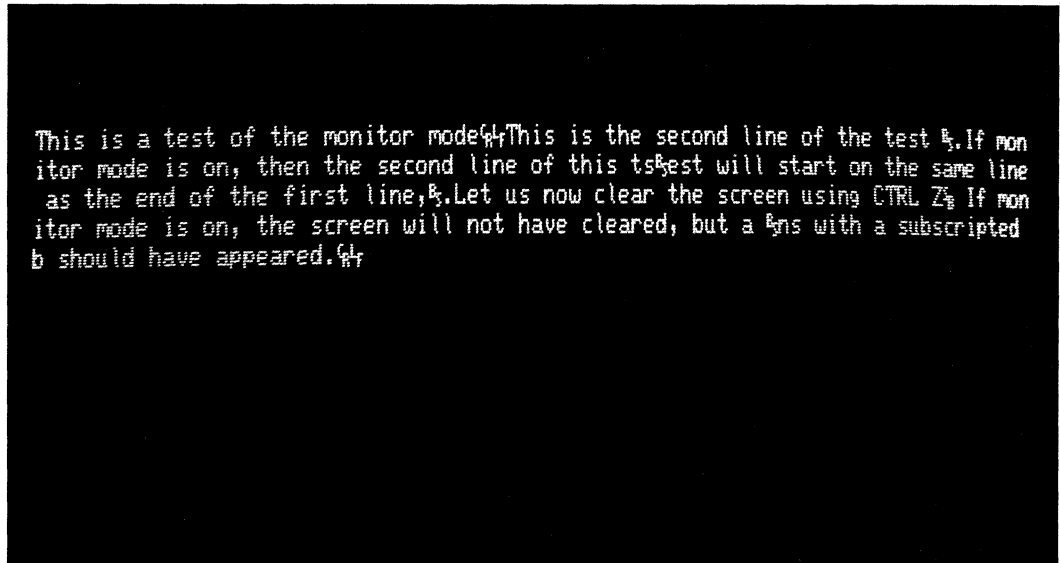 This is a test of the monitor mode␍␊This is the second line of the test ␈.If mon
itor mode is on, then the second line of this ts␈est will start on the same line
as the end of the first line,␈.Let us now clear the screen using CTRL Z␚ If mon
itor mode is on, the screen will not have cleared, but a ␈ns with a subscripted
b should have appeared.␍␊